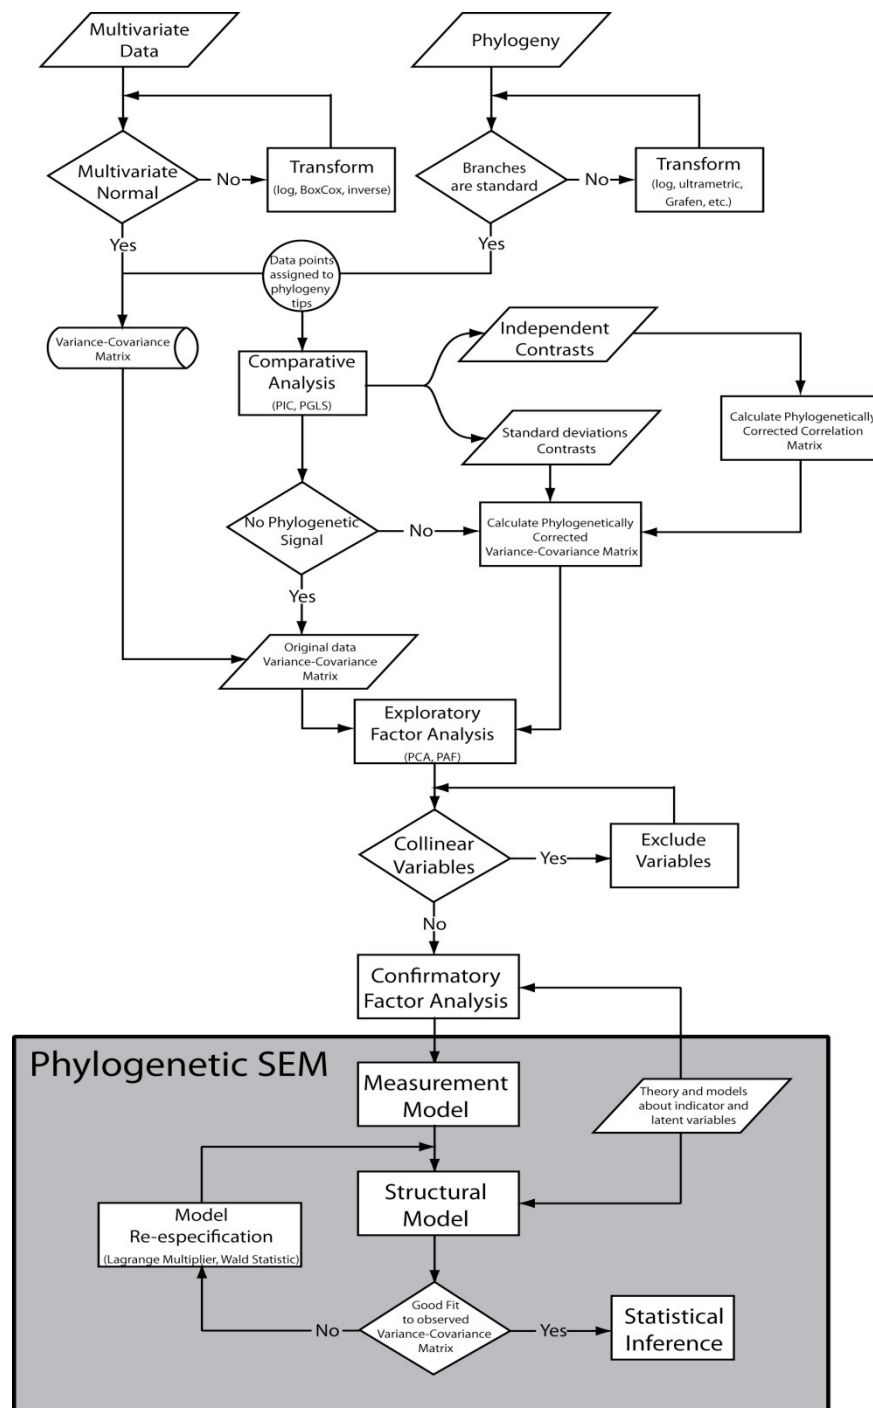 Multivariate
Data
Phylogeny
Multivariate
Normal
No
Transform
(log, BoxCox, inverse)
Branches
are standard
No
Transform
(log, ultrametric,
Grafen, etc.)
Yes
Yes
Data points
assigned to
phylogeny
tips
Variance-Covariance
Matrix
Independent
Contrasts
Comparative
Analysis
(PIC, PGLS)
Standard deviations
Contrasts
Calculate Phylogenetically
Corrected Correlation
Matrix
No Phylogenetic
Signal
No
Calculate Phylogenetically
Corrected
Variance-Covariance Matrix
Yes
Original data
Variance-Covariance
Matrix
Exploratory
Factor Analysis
(PCA, PAF)
Collinear
Variables
Yes
Exclude
Variables
No
Confirmatory
Factor Analysis
Phylogenetic SEM
Measurement
Model
Theory and models
about indicator and
latent variables
Structural
Model
Model
Re-especification
(Lagrange Multiplier, Wald Statistic)
Good Fit
to observed
Variance-Covariance
Matrix
No
Yes
Statistical
Inference